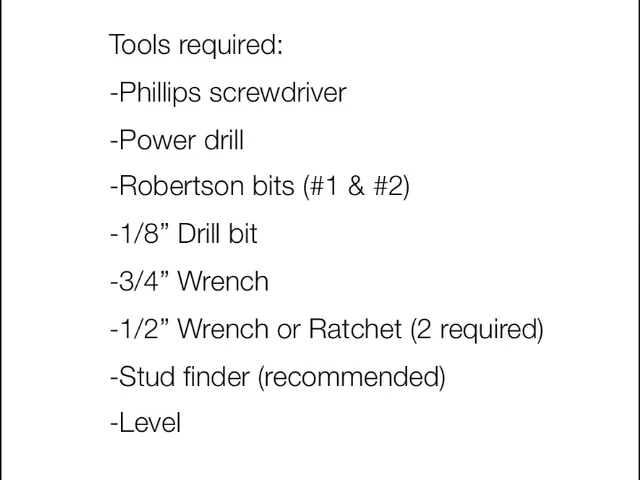 Tools required:
-Phillips screwdriver
-Power drill
-Robertson bits (#1 & #2)
-1/8” Drill bit
-3/4” Wrench
-1/2” Wrench or Ratchet (2 required)
-Stud finder (recommended)
-Level